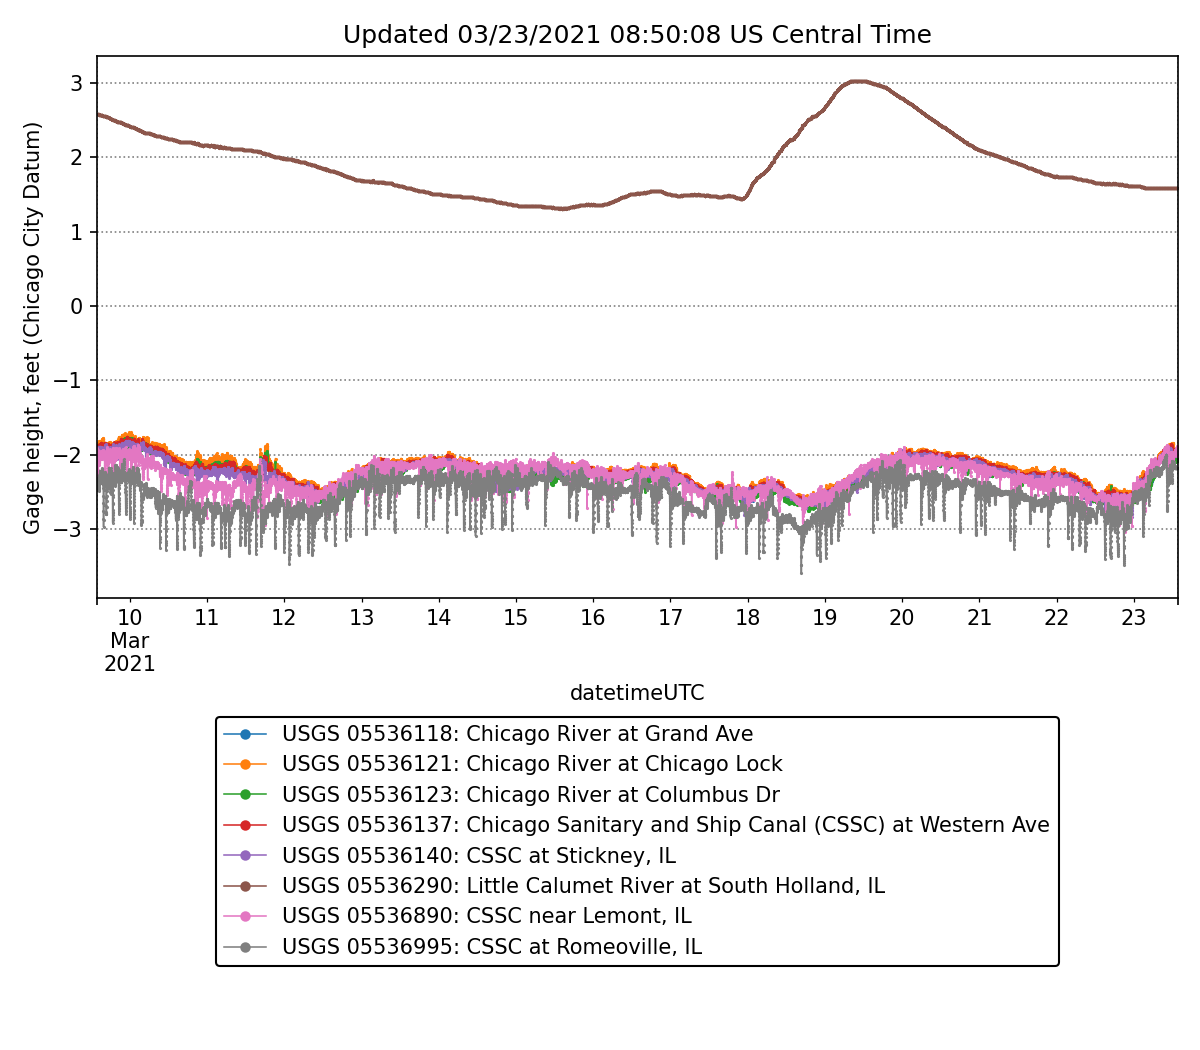 Updated 03/23/2021 08:50:08 US Central Time
Gage height, feet (Chicago City Datum)
3
2
1
0
−1
−2
−3
10 11 12 13 14 15 16 17 18 19 20 21 22 23
Mar
2021
datetimeUTC
USGS 05536118: Chicago River at Grand Ave
USGS 05536121: Chicago River at Chicago Lock
USGS 05536123: Chicago River at Columbus Dr
USGS 05536137: Chicago Sanitary and Ship Canal (CSSC) at Western Ave
USGS 05536140: CSSC at Stickney, IL
USGS 05536290: Little Calumet River at South Holland, IL
USGS 05536890: CSSC near Lemont, IL
USGS 05536995: CSSC at Romeoville, IL